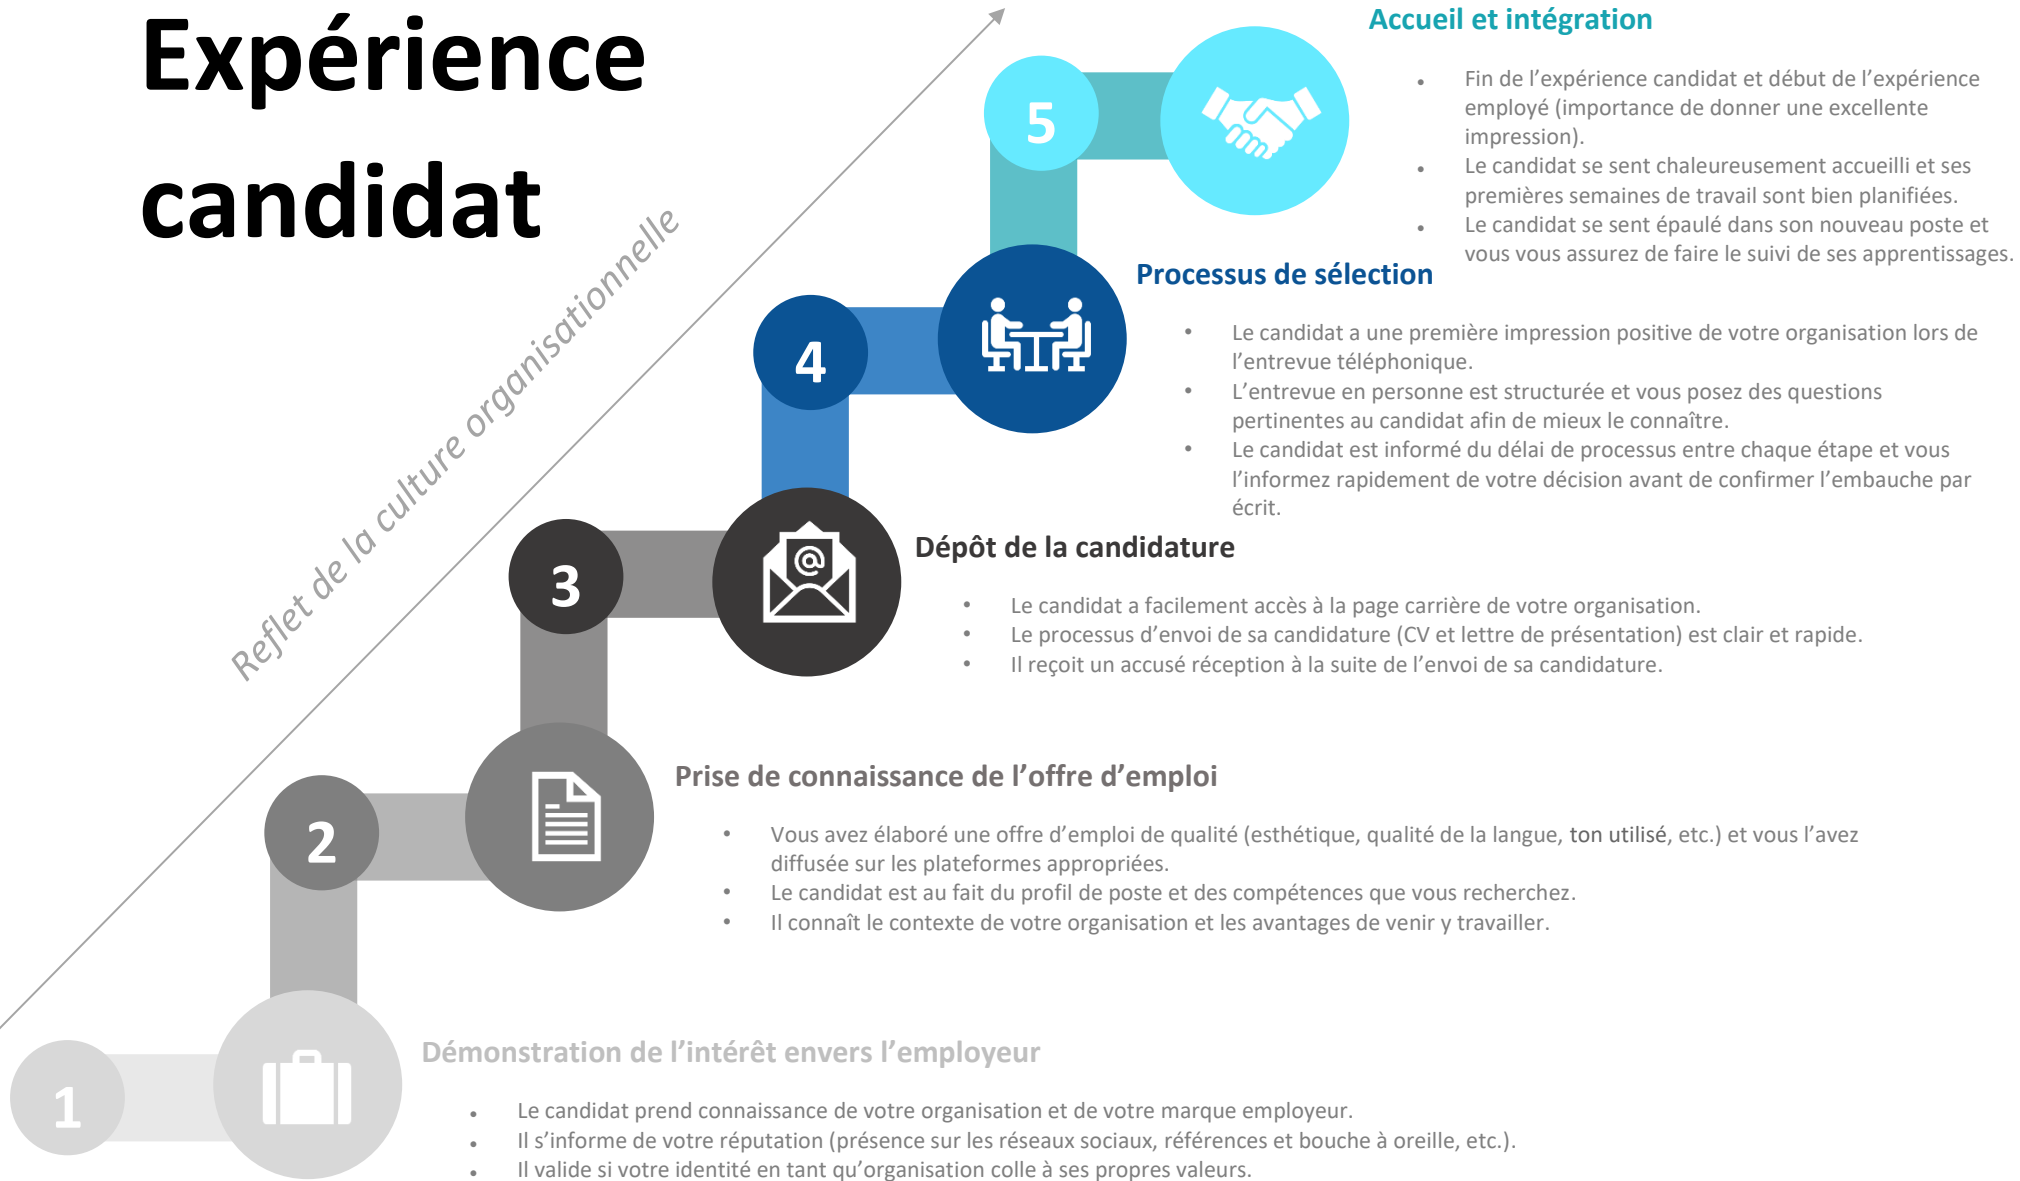 Expérience
candidat
Reflet de la culture organisationnelle
5
Accueil et intégration
• Fin de l’expérience candidat et début de l’expérience
employé (importance de donner une excellente
impression).
• Le candidat se sent chaleureusement accueilli et ses
premières semaines de travail sont bien planifiées.
• Le candidat se sent épaulé dans son nouveau poste et
vous vous assurez de faire le suivi de ses apprentissages.
4
Processus de sélection
• Le candidat a une première impression positive de votre organisation lors de
l’entrevue téléphonique.
• L’entrevue en personne est structurée et vous posez des questions
pertinentes au candidat afin de mieux le connaître.
• Le candidat est informé du délai de processus entre chaque étape et vous
l’informez rapidement de votre décision avant de confirmer l’embauche par
écrit.
3
@
Dépôt de la candidature
• Le candidat a facilement accès à la page carrière de votre organisation.
• Le processus d’envoi de sa candidature (CV et lettre de présentation) est clair et rapide.
• Il reçoit un accusé réception à la suite de l’envoi de sa candidature.
2
Prise de connaissance de l’offre d’emploi
• Vous avez élaboré une offre d’emploi de qualité (esthétique, qualité de la langue, ton utilisé, etc.) et vous l’avez
diffusée sur les plateformes appropriées.
• Le candidat est au fait du profil de poste et des compétences que vous recherchez.
• Il connaît le contexte de votre organisation et les avantages de venir y travailler.
1
Démonstration de l’intérêt envers l’employeur
• Le candidat prend connaissance de votre organisation et de votre marque employeur.
• Il s’informe de votre réputation (présence sur les réseaux sociaux, références et bouche à oreille, etc.).
• Il valide si votre identité en tant qu’organisation colle à ses propres valeurs.